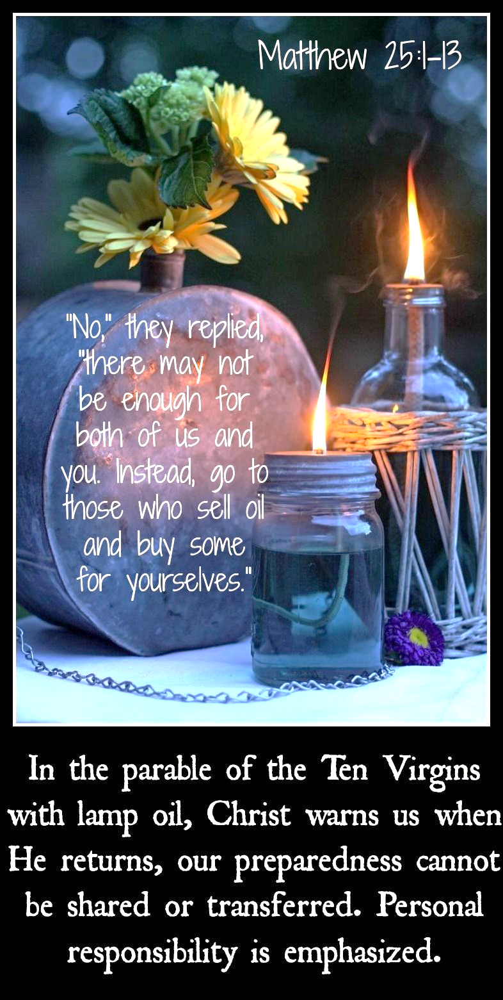 Matthew 25:1-13
"No," they replied,
"there may not
be enough for
both of us and
you. Instead, go to
those who sell oil
and buy some
for yourselves."
In the parable of the Ten Virgins
with lamp oil, Christ warns us when
He returns, our preparedness cannot
be shared or transferred. Personal
responsibility is emphasized.